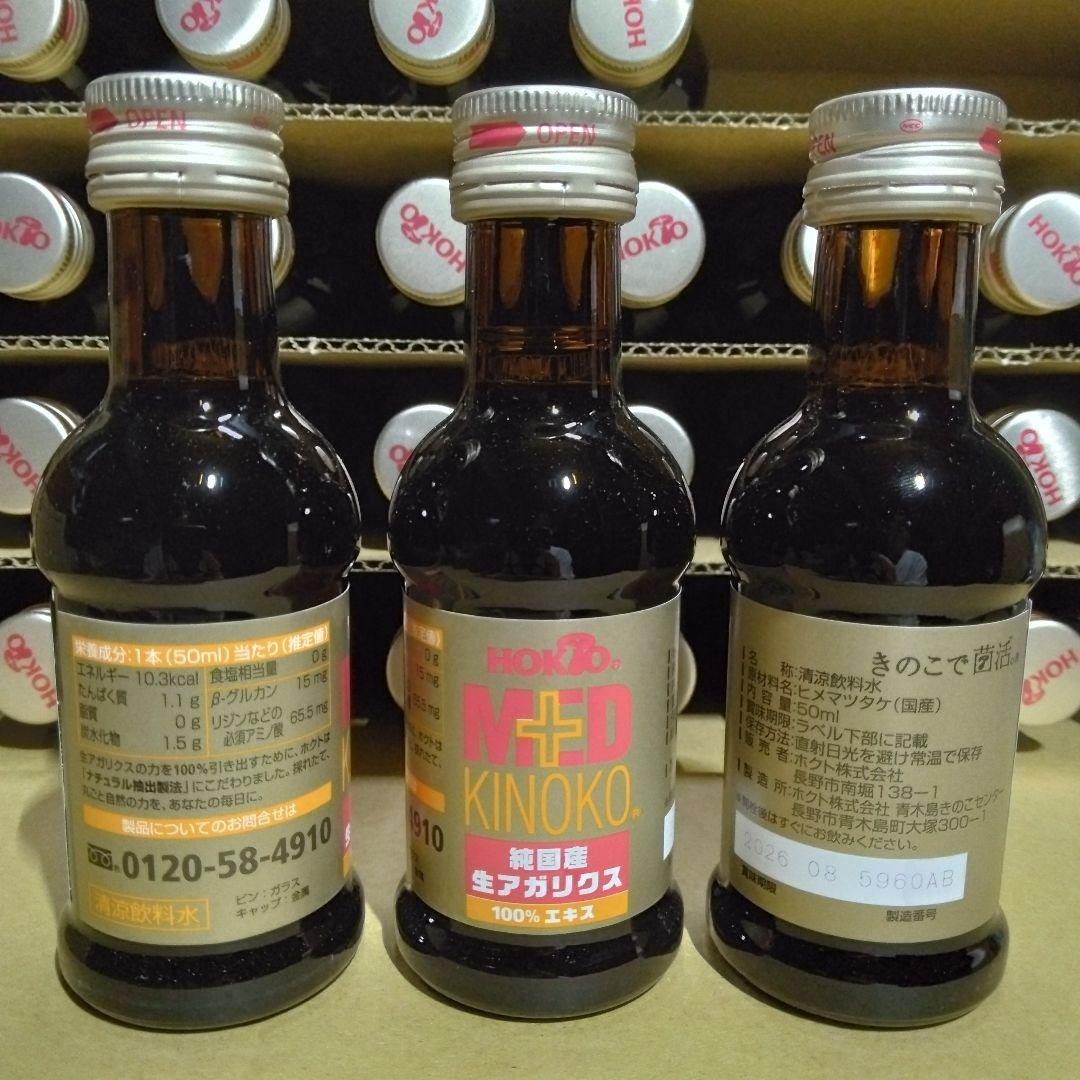 HOKTO
HOKTO
HOKTO
OPEN
OPEN
OPEN
NCC
HOKTO
HOKTO
HOKTO
HOKTO
HOKTO
栄養成分:1本(50ml)当たり(推定値)
エネルギー 10.3kcal
たんぱく質 1.1g
脂質 0g
炭水化物 1.5g
食塩相当量 0g
β-グルカン 15mg
リジンなどの
必須アミノ酸 65.5mg
生アガリクスの力を100%引き出すために、ホクトは
「ナチュラル抽出製法」にこだわりました。採れたて、
丸ごと自然の力を、あなたの毎日に。
製品についてのお問合せは
0120-58-4910
清涼飲料水
ビン:ガラス
キャップ:金属
HOKTO®
MED
KINOKO®
純国産
生アガリクス
100%エキス
4910
きのこで菌活®
名称:清涼飲料水
原材料名:ヒメマツタケ(国産)
内容量:50ml
賞味期限:ラベル下部に記載
保存方法:直射日光を避け常温で保存
販売者:ホクト株式会社
長野市南堀138-1
製造所:ホクト株式会社 青木島きのこセンター
長野市青木島町大塚300-1
※開栓後はすぐにお飲みください。
2026 08 5960AB
賞味期限
製造番号